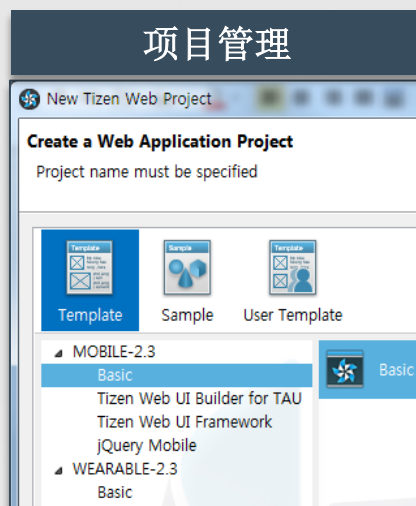 项目管理
New Tizen Web Project
Create a Web Application Project
Project name must be specified
Template
Sample
Template
Template
Sample
User Template
MOBILE-2.3
Basic
Basic
Tizen Web UI Builder for TAU
Tizen Web UI Framework
jQuery Mobile
WEARABLE-2.3
Basic